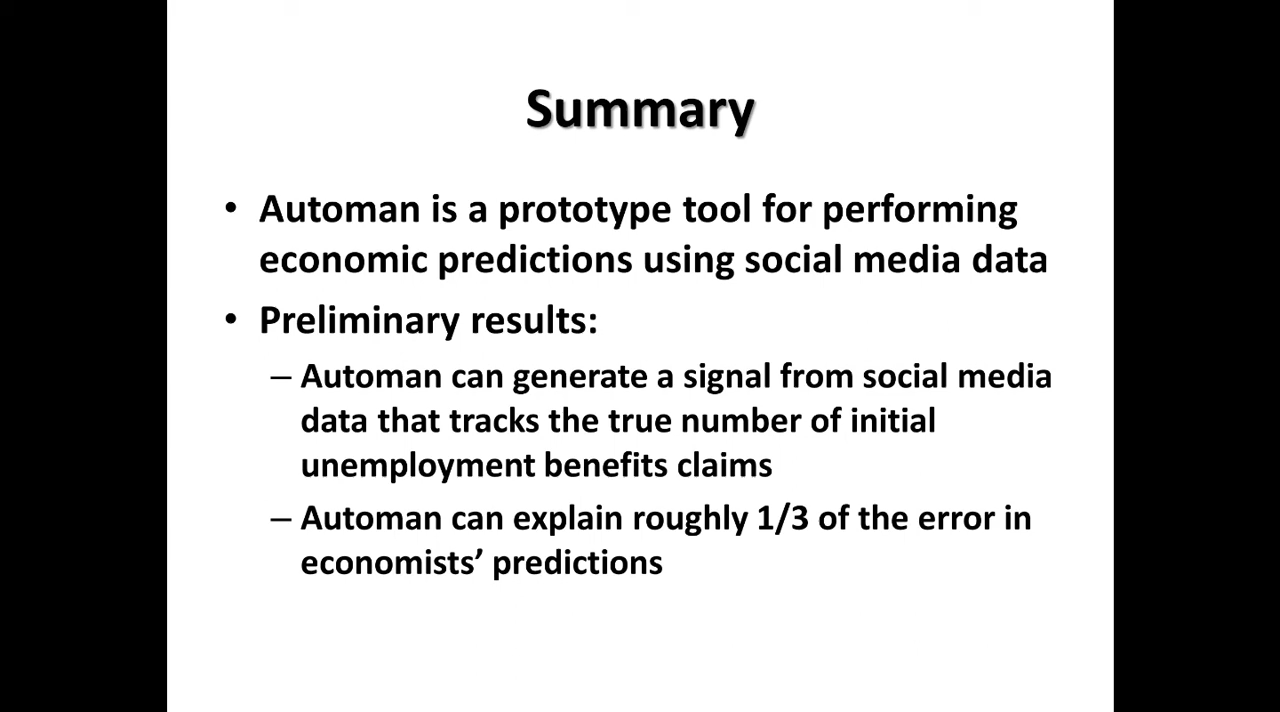 Summary
• Automan is a prototype tool for performing
economic predictions using social media data
• Preliminary results:
– Automan can generate a signal from social media
data that tracks the true number of initial
unemployment benefits claims
– Automan can explain roughly 1/3 of the error in
economists’ predictions